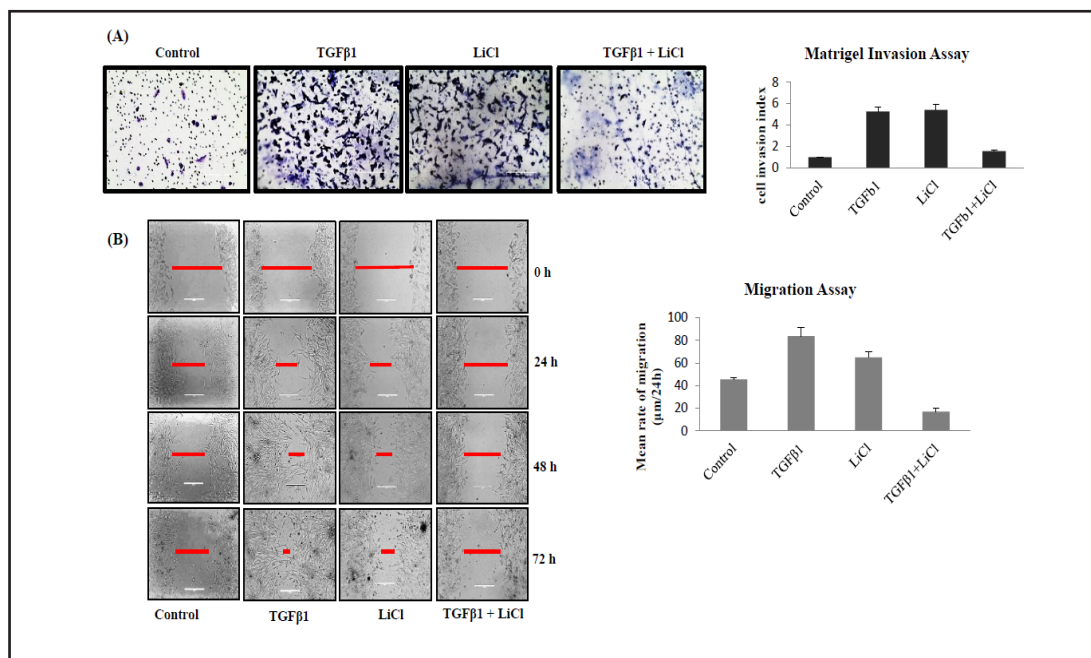 (A)
Control TGFβ1 LiCl TGFβ1 + LiCl
Matrigel Invasion Assay
cell invasion index
8
6
4
2
0
Control TGFb1 LiCl TGFb1+LiCl
(B)
0 h
24 h
48 h
72 h
Control TGFβ1 LiCl TGFβ1 + LiCl
Migration Assay
Mean rate of migration
(µm/24h)
100
80
60
40
20
0
Control TGFβ1 LiCl TGFβ1+LiCl